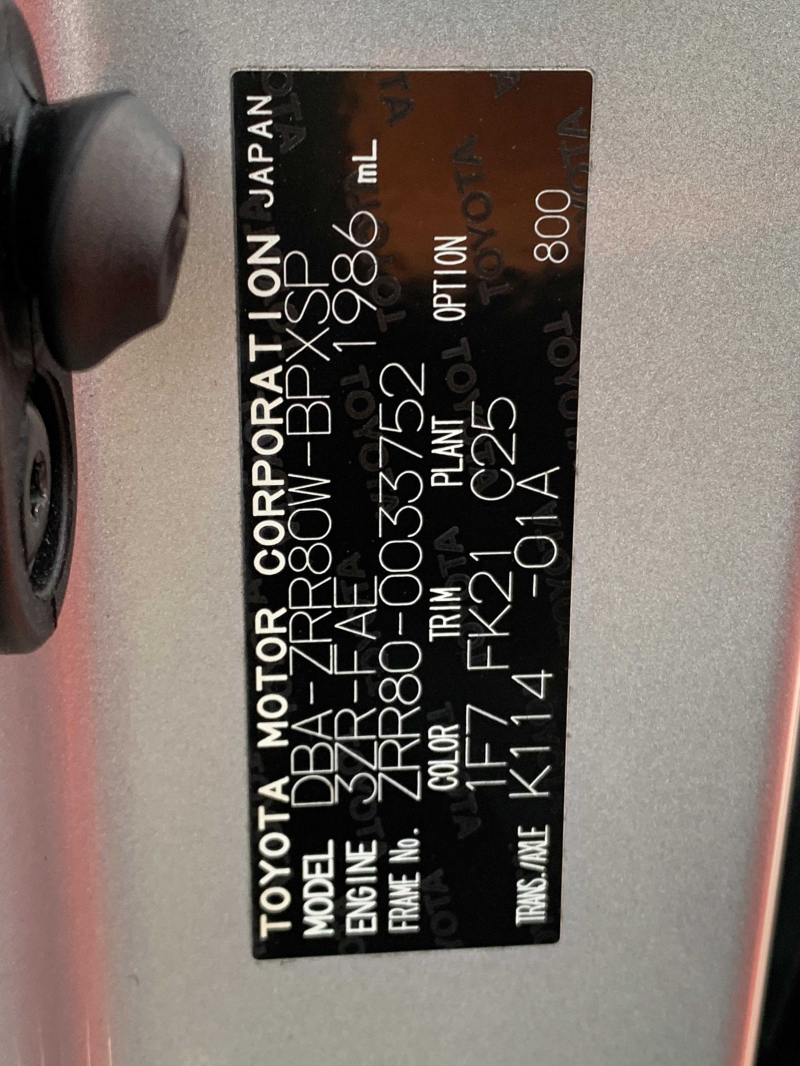 TOYOTA MOTOR CORPORATION JAPAN
MODEL DBA-ZRR80W-BPXSP
ENGINE 3ZR-FAE 1986 mL
FRAME No. ZRR80-0033752
COLOR TRIM PLANT OPTION
1F7 FK21 C25
TRANS./AXLE K114 -01A 800